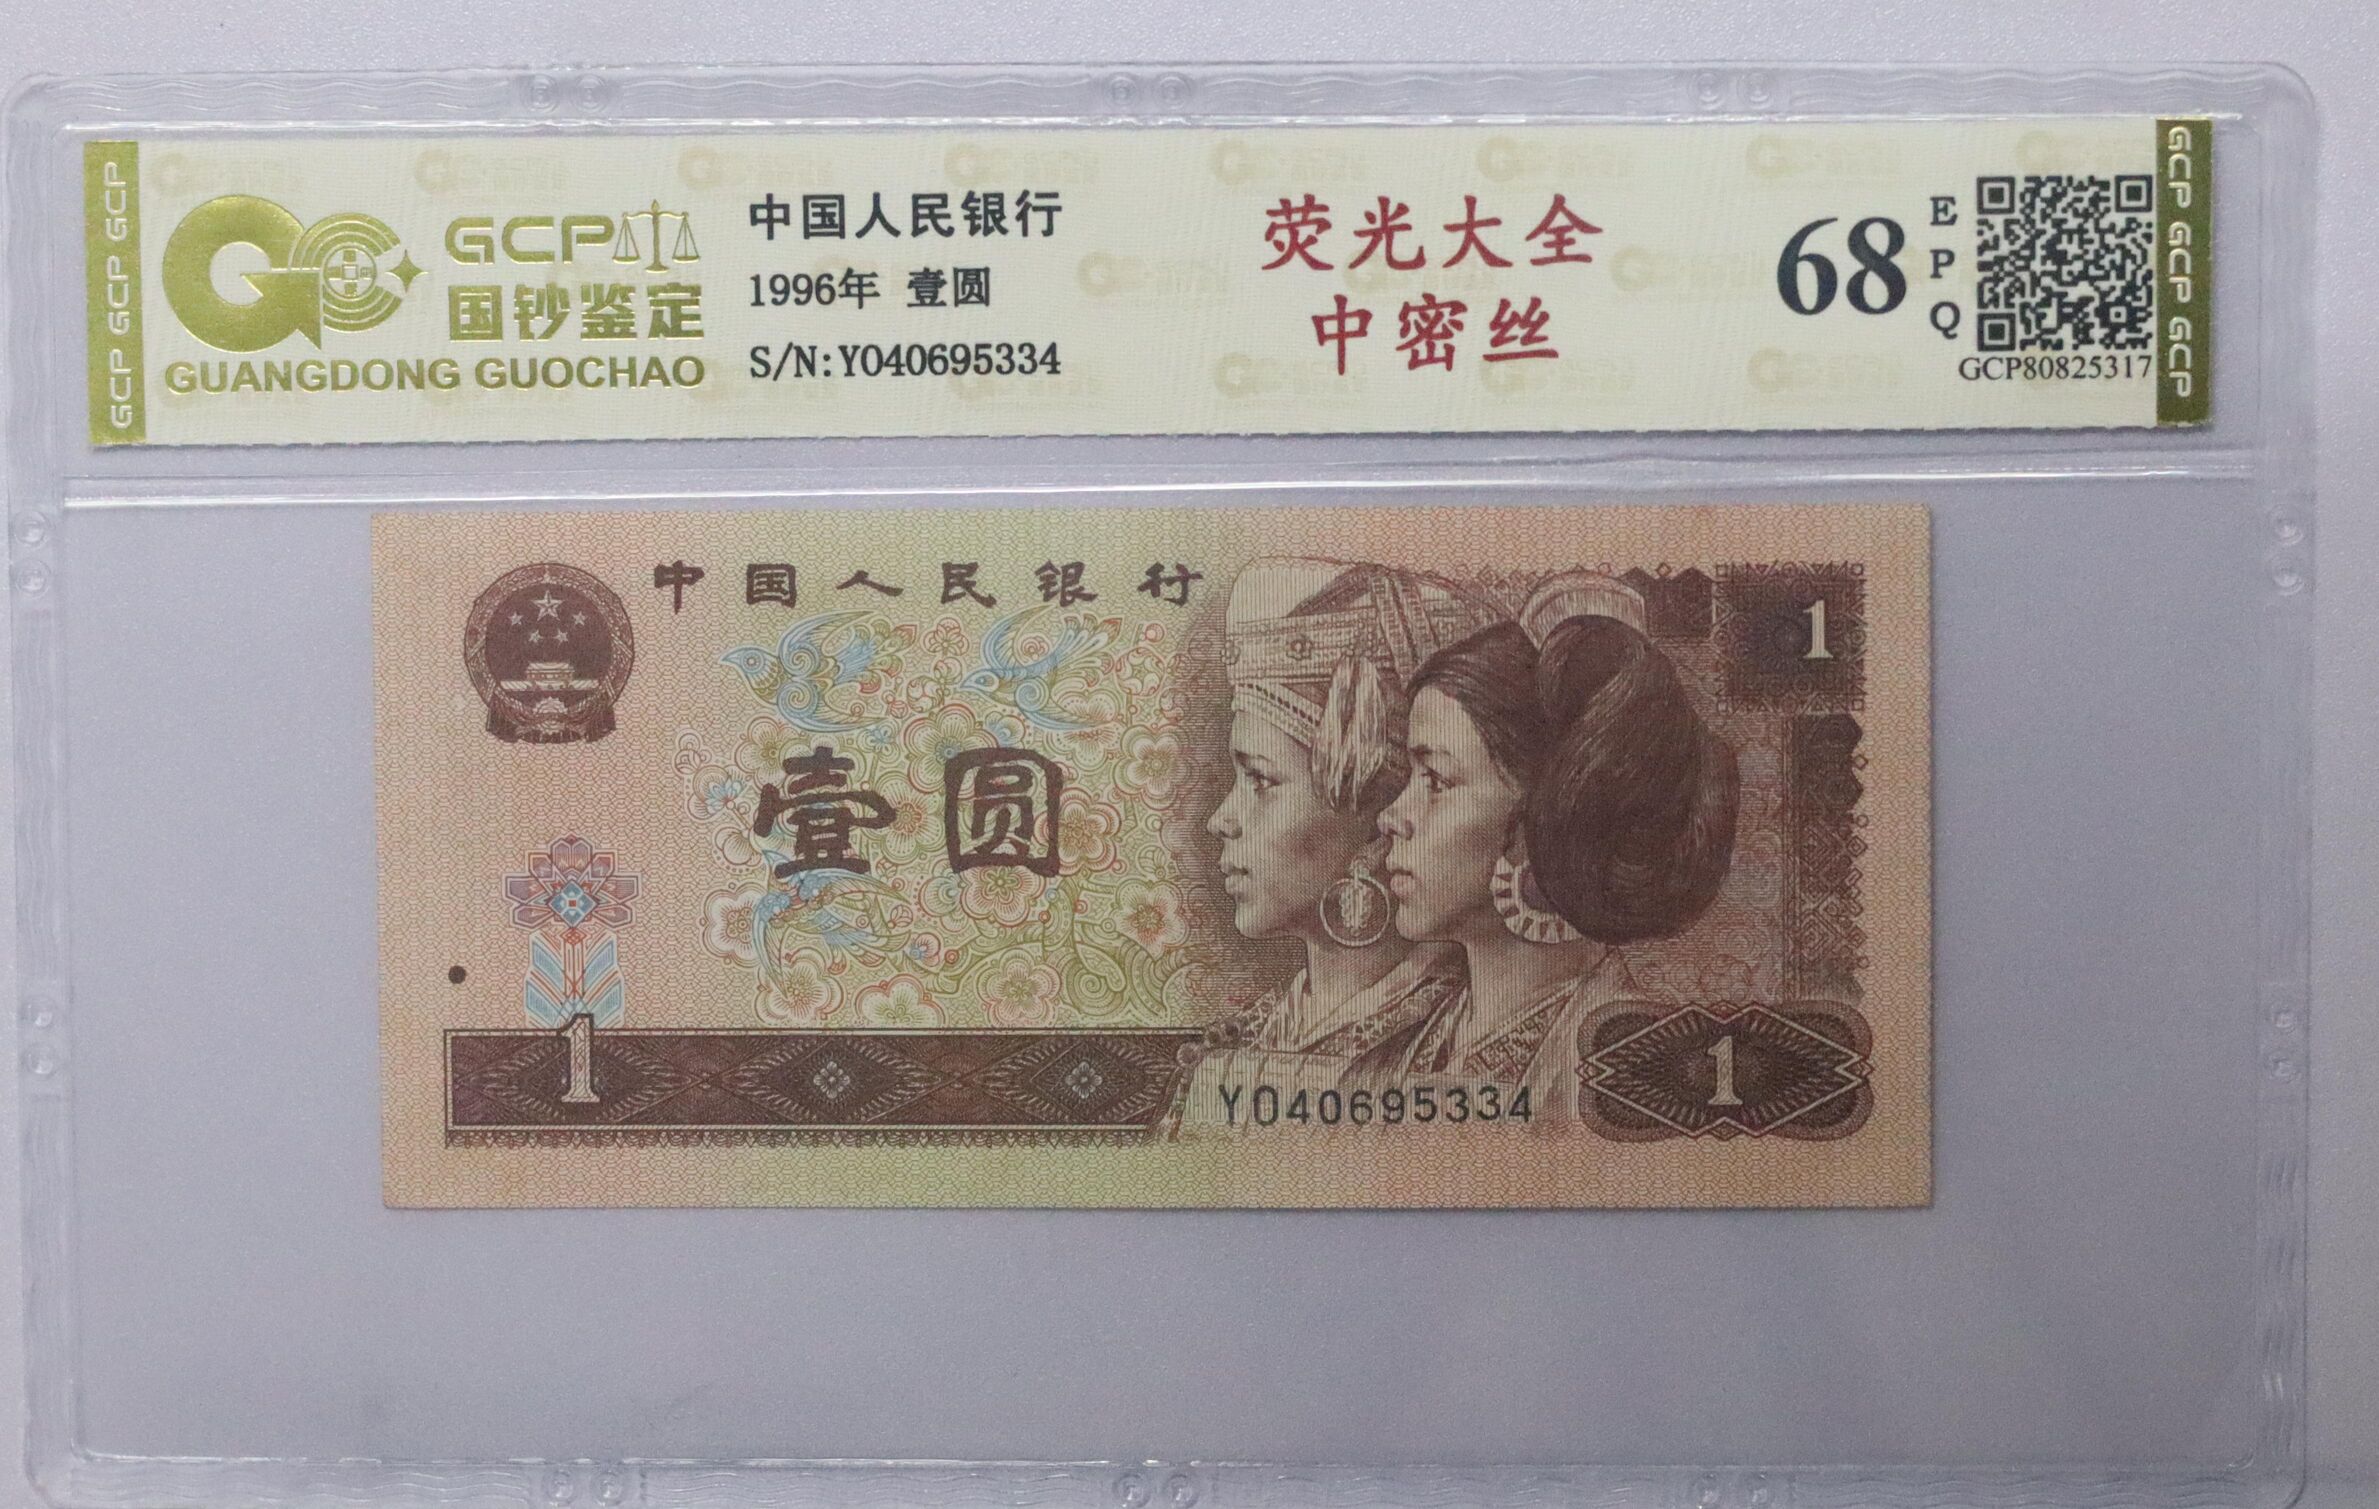 GCP GCP GCP
GCP
国钞鉴定
GUANGDONG GUOCHAO
中国人民银行
1996年 壹圆
S/N:YO40695334
荧光大全
中密丝
68
E
P
Q
GCP80825317
GCP GCP GCP
中国人民银行
1
壹圆
1
1
YO40695334